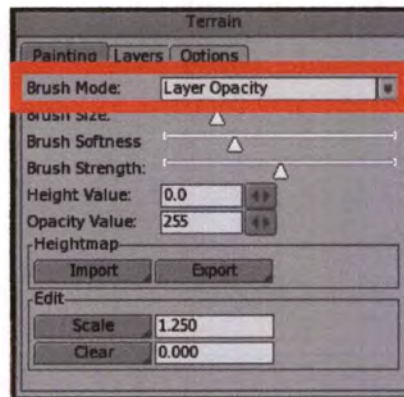 Terrain
Painting Layers Options
Brush Mode: Layer Opacity
Brush Size:
Brush Softness
Brush Strength:
Height Value: 0.0
Opacity Value: 255
Heightmap
Import Export
Edit
Scale 1.250
Clear 0.000